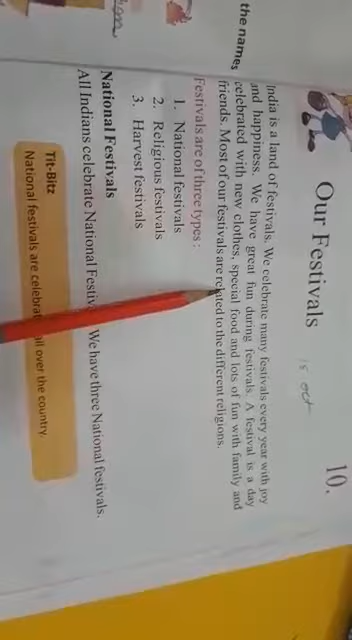 10.
Our Festivals
15 oct
India is a land of festivals. We celebrate many festivals every year with joy
and happiness. We have great fun during festivals. A festival is a day
celebrated with new clothes, special food and lots of fun with family and
friends. Most of our festivals are related to the different religions.
Festivals are of three types:
1. National festivals
2. Religious festivals
3. Harvest festivals
National Festivals
All Indians celebrate National We have three National festivals.
Tit-Bitz
National festivals are all over the country.
the names